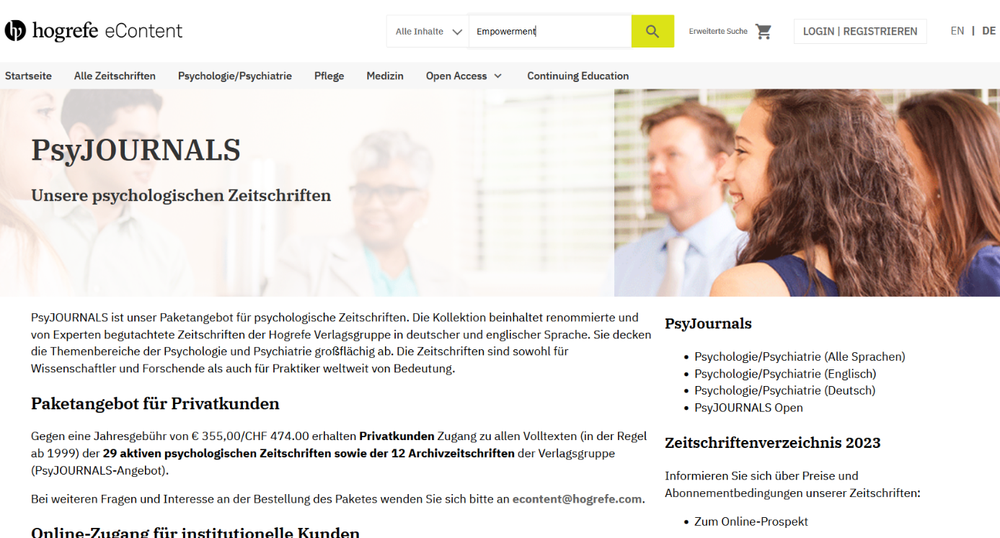 hogrefe eContent
Alle Inhalte
Empowerment
Erweiterte Suche
LOGIN | REGISTRIEREN
EN | DE
Startseite
Alle Zeitschriften
Psychologie/Psychiatrie
Pflege
Medizin
Open Access
Continuing Education
PsyJOURNALS
Unsere psychologischen Zeitschriften
PsyJOURNALS ist unser Paketangebot für psychologische Zeitschriften. Die Kollektion beinhaltet renommierte und
von Experten begutachtete Zeitschriften der Hogrefe Verlagsgruppe in deutscher und englischer Sprache. Sie decken
die Themenbereiche der Psychologie und Psychiatrie großflächig ab. Die Zeitschriften sind sowohl für
Wissenschaftler und Forschende als auch für Praktiker weltweit von Bedeutung.
Paketangebot für Privatkunden
Gegen eine Jahresgebühr von € 355,00/CHF 474.00 erhalten Privatkunden Zugang zu allen Volltexten (in der Regel
ab 1999) der 29 aktiven psychologischen Zeitschriften sowie der 12 Archivzeitschriften der Verlagsgruppe
(PsyJOURNALS-Angebot).
Bei weiteren Fragen und Interesse an der Bestellung des Paketes wenden Sie sich bitte an econtent@hogrefe.com.
Online-Zugang für institutionelle Kunden
PsyJournals
• Psychologie/Psychiatrie (Alle Sprachen)
• Psychologie/Psychiatrie (Englisch)
• Psychologie/Psychiatrie (Deutsch)
• PsyJOURNALS Open
Zeitschriftenverzeichnis 2023
Informieren Sie sich über Preise und
Abonnementbedingungen unserer Zeitschriften:
• Zum Online-Prospekt